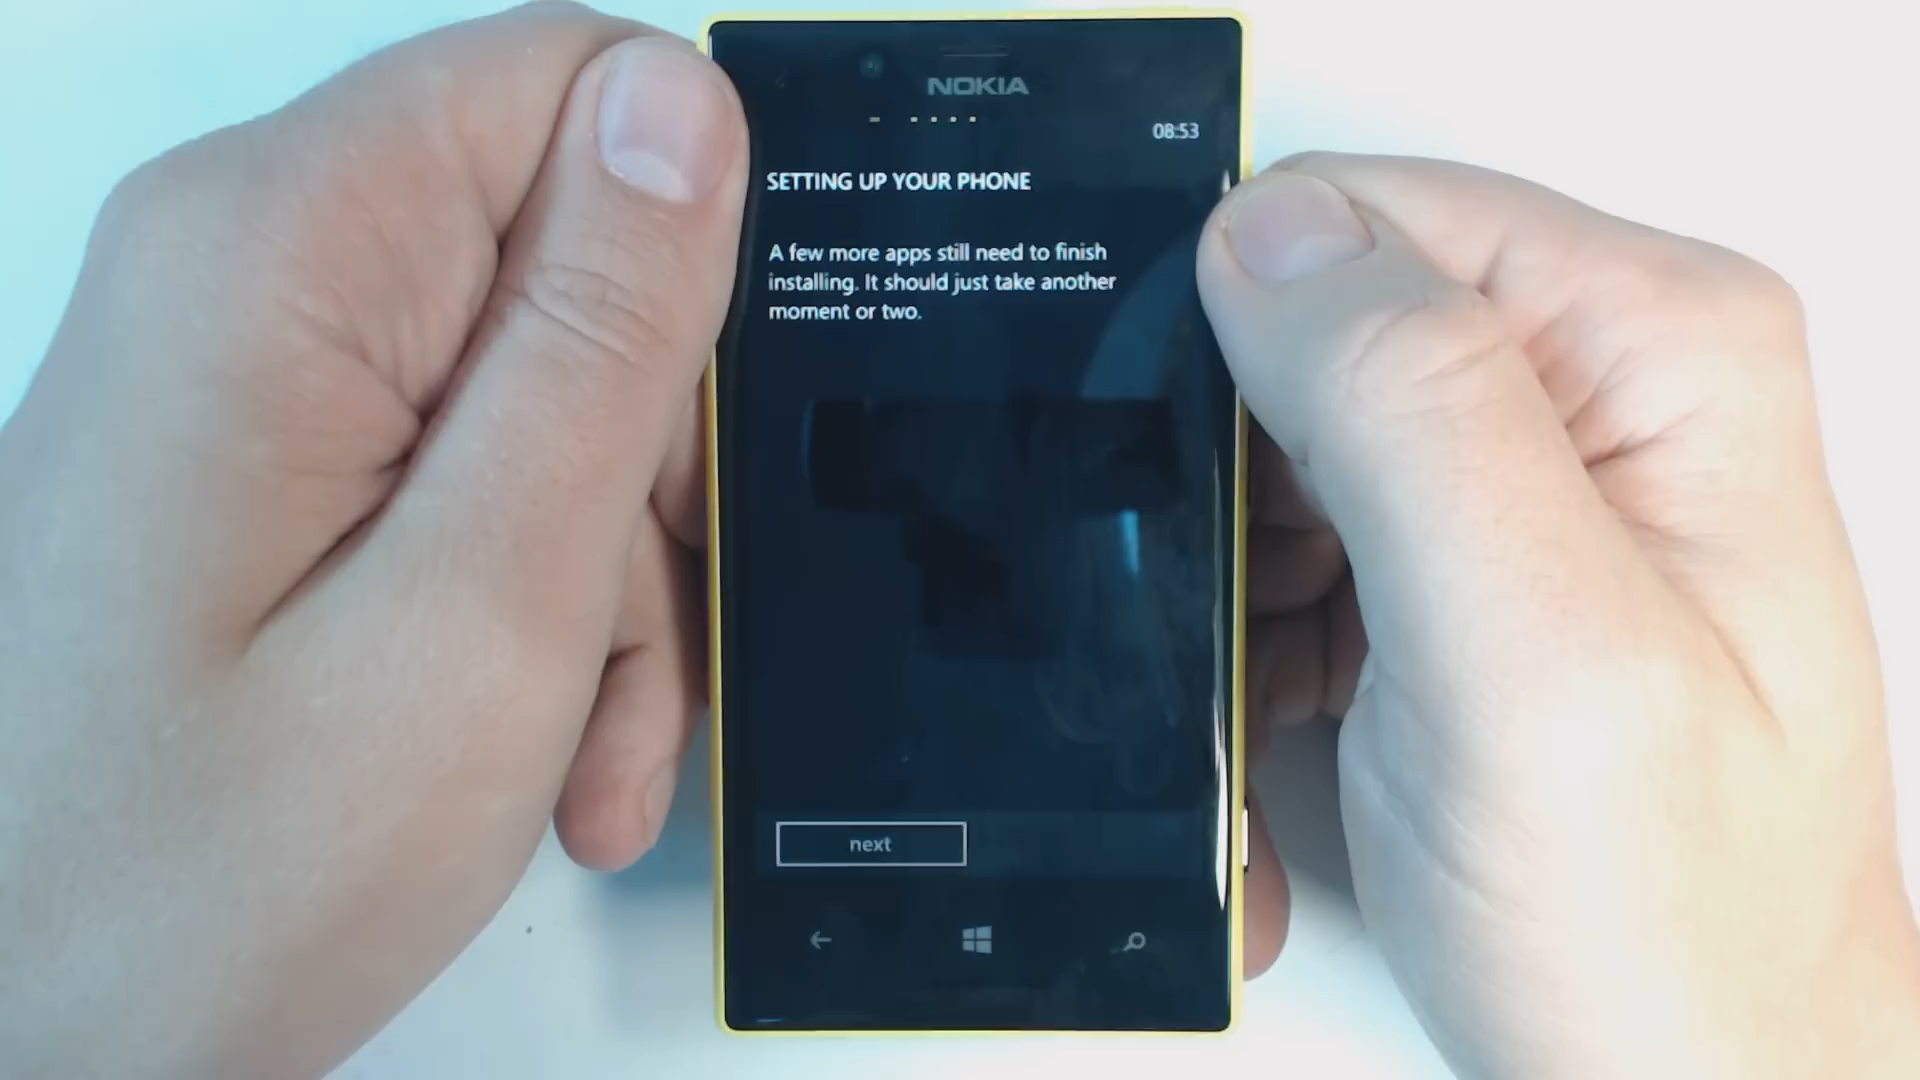 NOKIA
08:53
SETTING UP YOUR PHONE
A few more apps still need to finish
installing. It should just take another
moment or two.
next